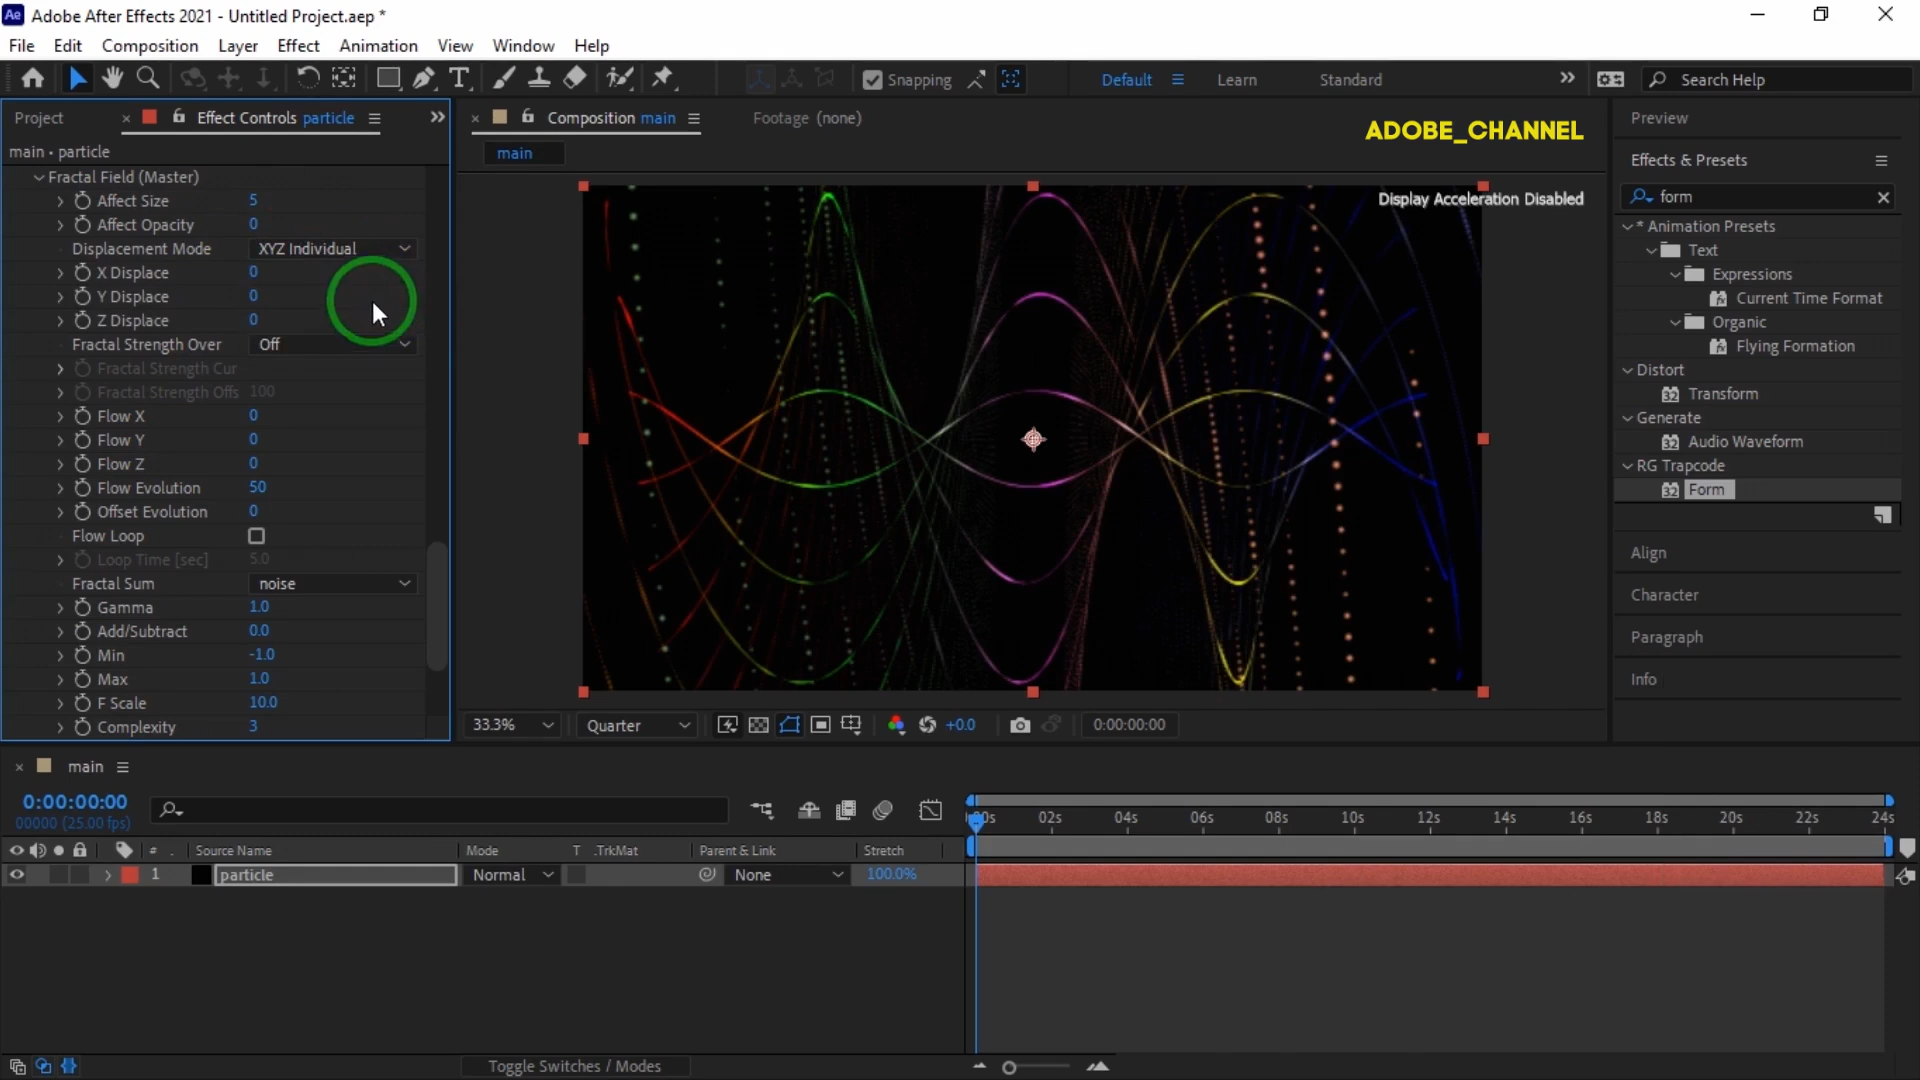 Ae Adobe After Effects 2021 - Untitled Project.aep *
File Edit Composition Layer Effect Animation View Window Help
Snapping Default Learn Standard Search Help
Project Effect Controls particle
Composition main Footage (none)
ADOBE_CHANNEL
Preview
main • particle
main
Display Acceleration Disabled
Effects & Presets
form
Fractal Field (Master)
Affect Size 5
Affect Opacity 0
Displacement Mode XYZ Individual
X Displace 0
Y Displace 0
Z Displace 0
Fractal Strength Over Off
Fractal Strength Cur
Fractal Strength Offs 100
Flow X 0
Flow Y 0
Flow Z 0
Flow Evolution 50
Offset Evolution 0
Flow Loop
Loop Time [sec] 5.0
Fractal Sum noise
Gamma 1.0
Add/Subtract 0.0
Min -1.0
Max 1.0
F Scale 10.0
Complexity 3
* Animation Presets
Text
Expressions
Current Time Format
Organic
Flying Formation
Distort
32 Transform
Generate
32 Audio Waveform
RG Trapcode
32 Form
Align
Character
Paragraph
Info
33.3% Quarter +0.0 0:00:00:00
main
0:00:00:00
00000 (25.00 fps)
00s 02s 04s 06s 08s 10s 12s 14s 16s 18s 20s 22s 24s
# . Source Name Mode T .TrkMat Parent & Link Stretch
1 particle Normal None 100.0%
Toggle Switches / Modes